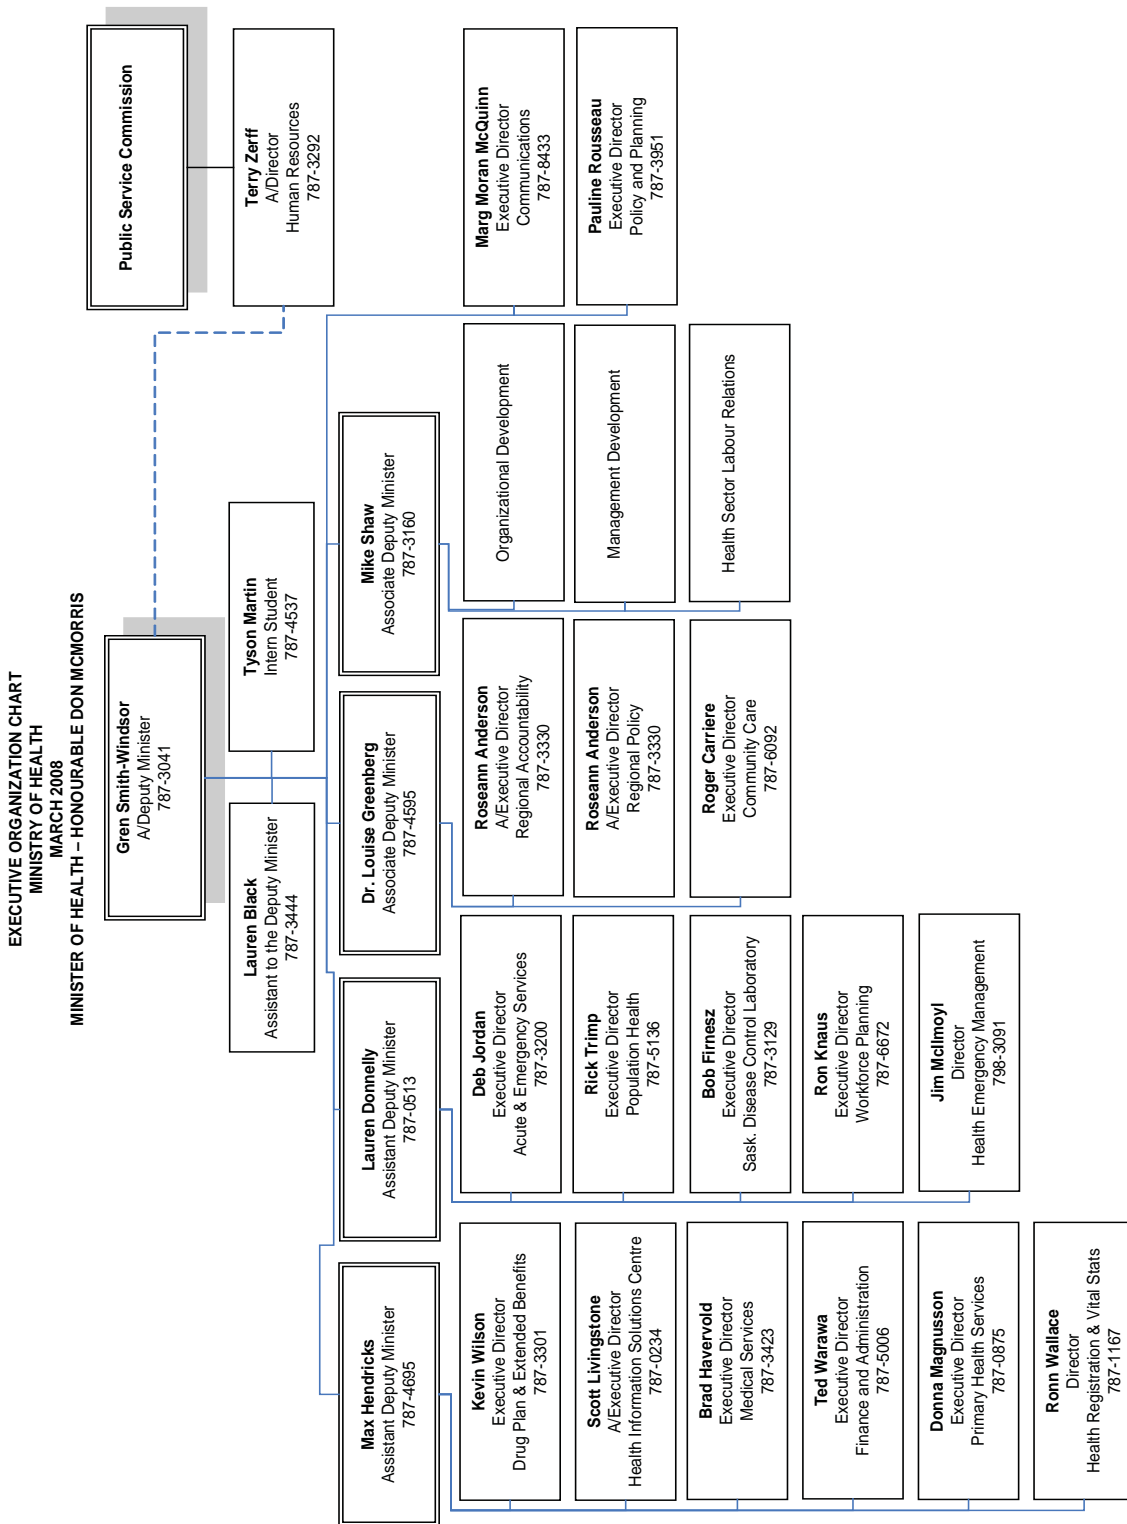 EXECUTIVE ORGANIZATION CHART
MINISTRY OF HEALTH
MARCH 2008
MINISTER OF HEALTH – HONOURABLE DON MCMORRIS
Gren Smith-Windsor
A/Deputy Minister
787-3041
Public Service Commission
Terry Zerff
A/Director
Human Resources
787-3292
Lauren Black
Assistant to the Deputy Minister
787-3444
Tyson Martin
Intern Student
787-4537
Max Hendricks
Assistant Deputy Minister
787-4695
Lauren Donnelly
Assistant Deputy Minister
787-0513
Dr. Louise Greenberg
Associate Deputy Minister
787-4595
Mike Shaw
Associate Deputy Minister
787-3160
Kevin Wilson
Executive Director
Drug Plan & Extended Benefits
787-3301
Scott Livingstone
A/Executive Director
Health Information Solutions Centre
787-0234
Brad Havervold
Executive Director
Medical Services
787-3423
Ted Warawa
Executive Director
Finance and Administration
787-5006
Donna Magnusson
Executive Director
Primary Health Services
787-0875
Ronn Wallace
Director
Health Registration & Vital Stats
787-1167
Deb Jordan
Executive Director
Acute & Emergency Services
787-3200
Rick Trimp
Executive Director
Population Health
787-5136
Bob Firnesz
Executive Director
Sask. Disease Control Laboratory
787-3129
Ron Knaus
Executive Director
Workforce Planning
787-6672
Jim McIlmoyl
Director
Health Emergency Management
798-3091
Roseann Anderson
A/Executive Director
Regional Accountability
787-3330
Roseann Anderson
A/Executive Director
Regional Policy
787-3330
Roger Carriere
Executive Director
Community Care
787-6092
Organizational Development
Management Development
Health Sector Labour Relations
Marg Moran McQuinn
Executive Director
Communications
787-8433
Pauline Rousseau
Executive Director
Policy and Planning
787-3951